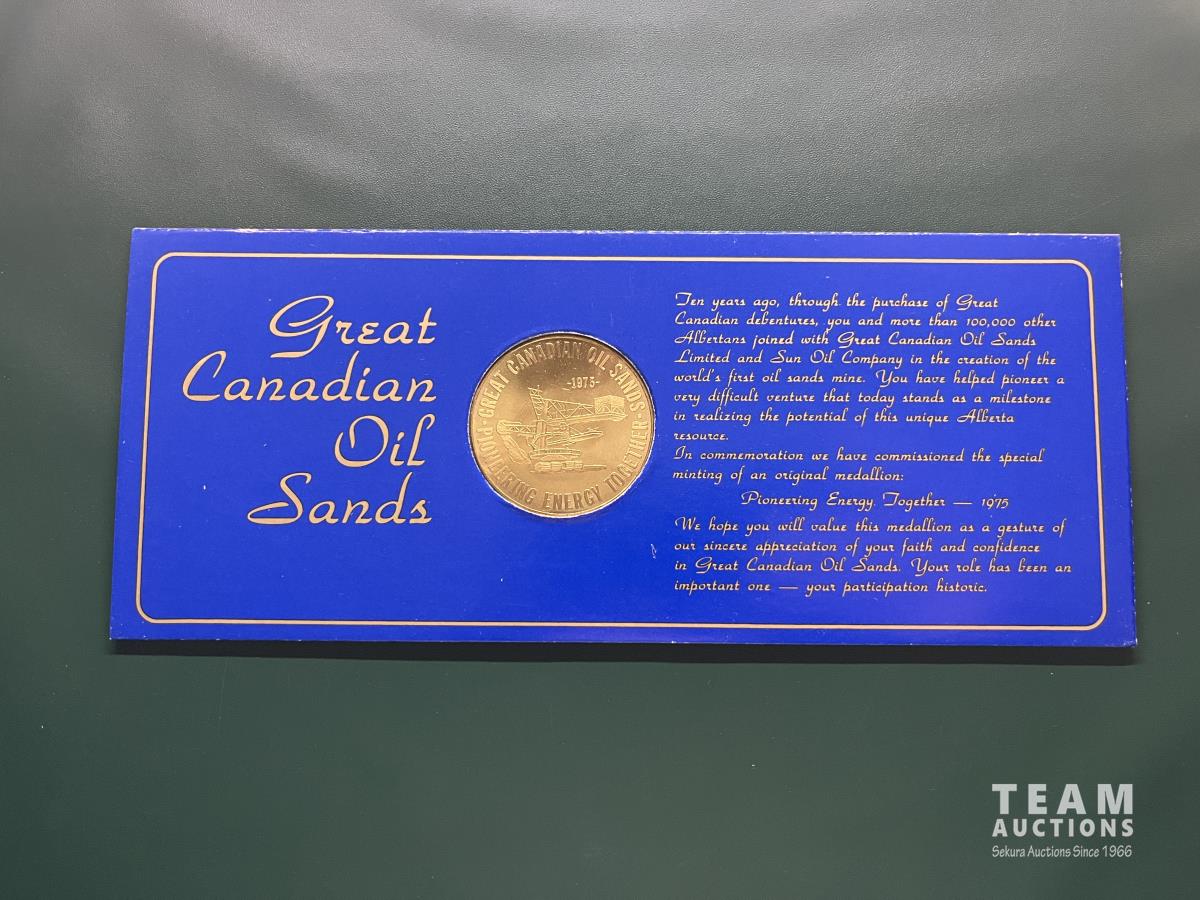 Great
Canadian
Oil
Sands
·GREAT CANADIAN OIL SANDS·
-1975-
PIONEERING ENERGY TOGETHER
Ten years ago, through the purchase of Great
Canadian debentures, you and more than 100,000 other
Albertans joined with Great Canadian Oil Sands
Limited and Sun Oil Company in the creation of the
world's first oil sands mine. You have helped pioneer a
very difficult venture that today stands as a milestone
in realizing the potential of this unique Alberta
resource.
In commemoration we have commissioned the special
minting of an original medallion:
Pioneering Energy Together — 1975
We hope you will value this medallion as a gesture of
our sincere appreciation of your faith and confidence
in Great Canadian Oil Sands. Your role has been an
important one — your participation historic.
TEAM
AUCTIONS
Sekura Auctions Since 1966